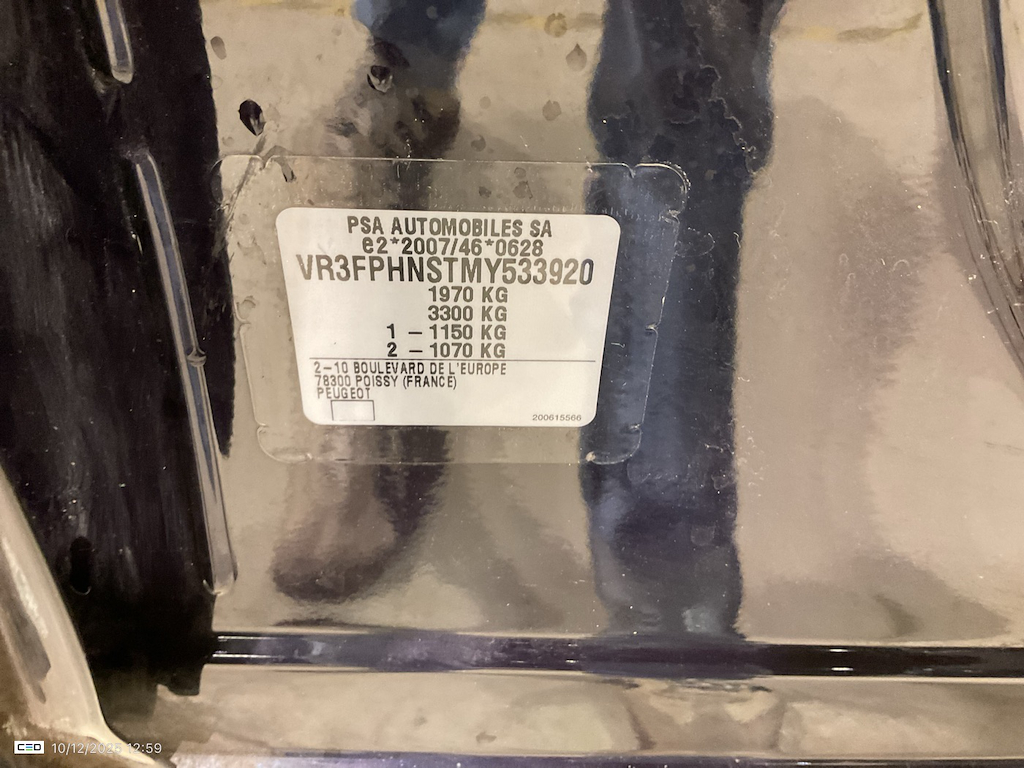 PSA AUTOMOBILES SA
e2*2007/46*0628
VR3FPHNSTMY533920
1970 KG
3300 KG
1 – 1150 KG
2 – 1070 KG
2–10 BOULEVARD DE L'EUROPE
78300 POISSY (FRANCE)
PEUGEOT
200615566
10/12/2025 12:59